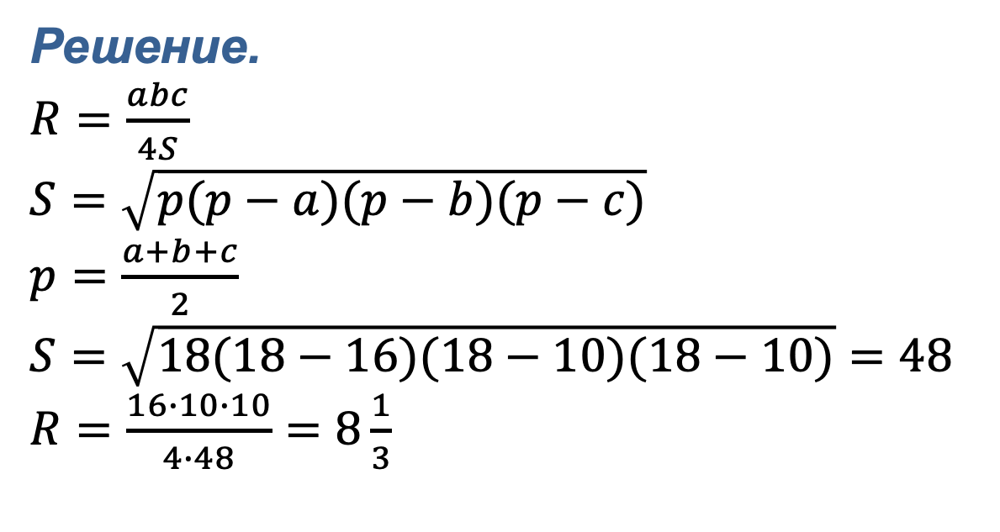 Решение.
R = abc/4S
S = √p(p − a)(p − b)(p − c)
p = a+b+c/2
S = √18(18 − 16)(18 − 10)(18 − 10) = 48
R = 16·10·10/4·48 = 8 1/3